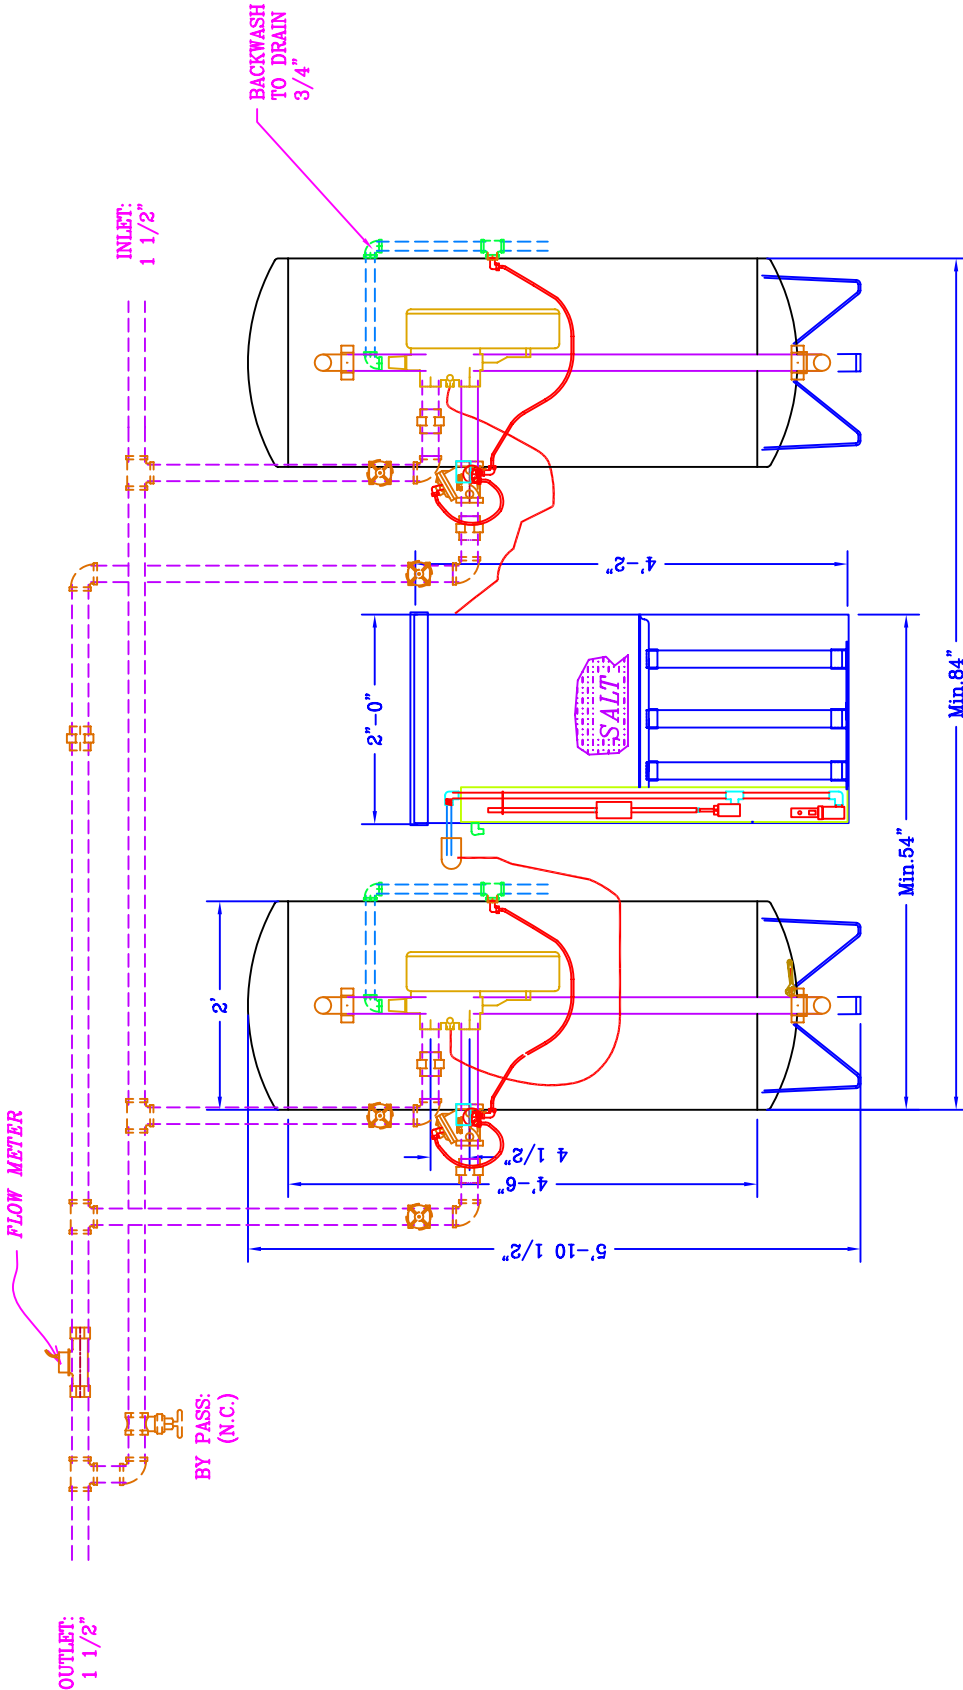 BACKWASH
TO DRAIN
3/4"
INLET:
1 1/2"
4'-2"
2"-0"
SALT
Min.84"
Min.54"
2'
FLOW METER
4 1/2"
4'-6"
5'-10 1/2"
BY PASS:
(N.C.)
OUTLET:
1 1/2"